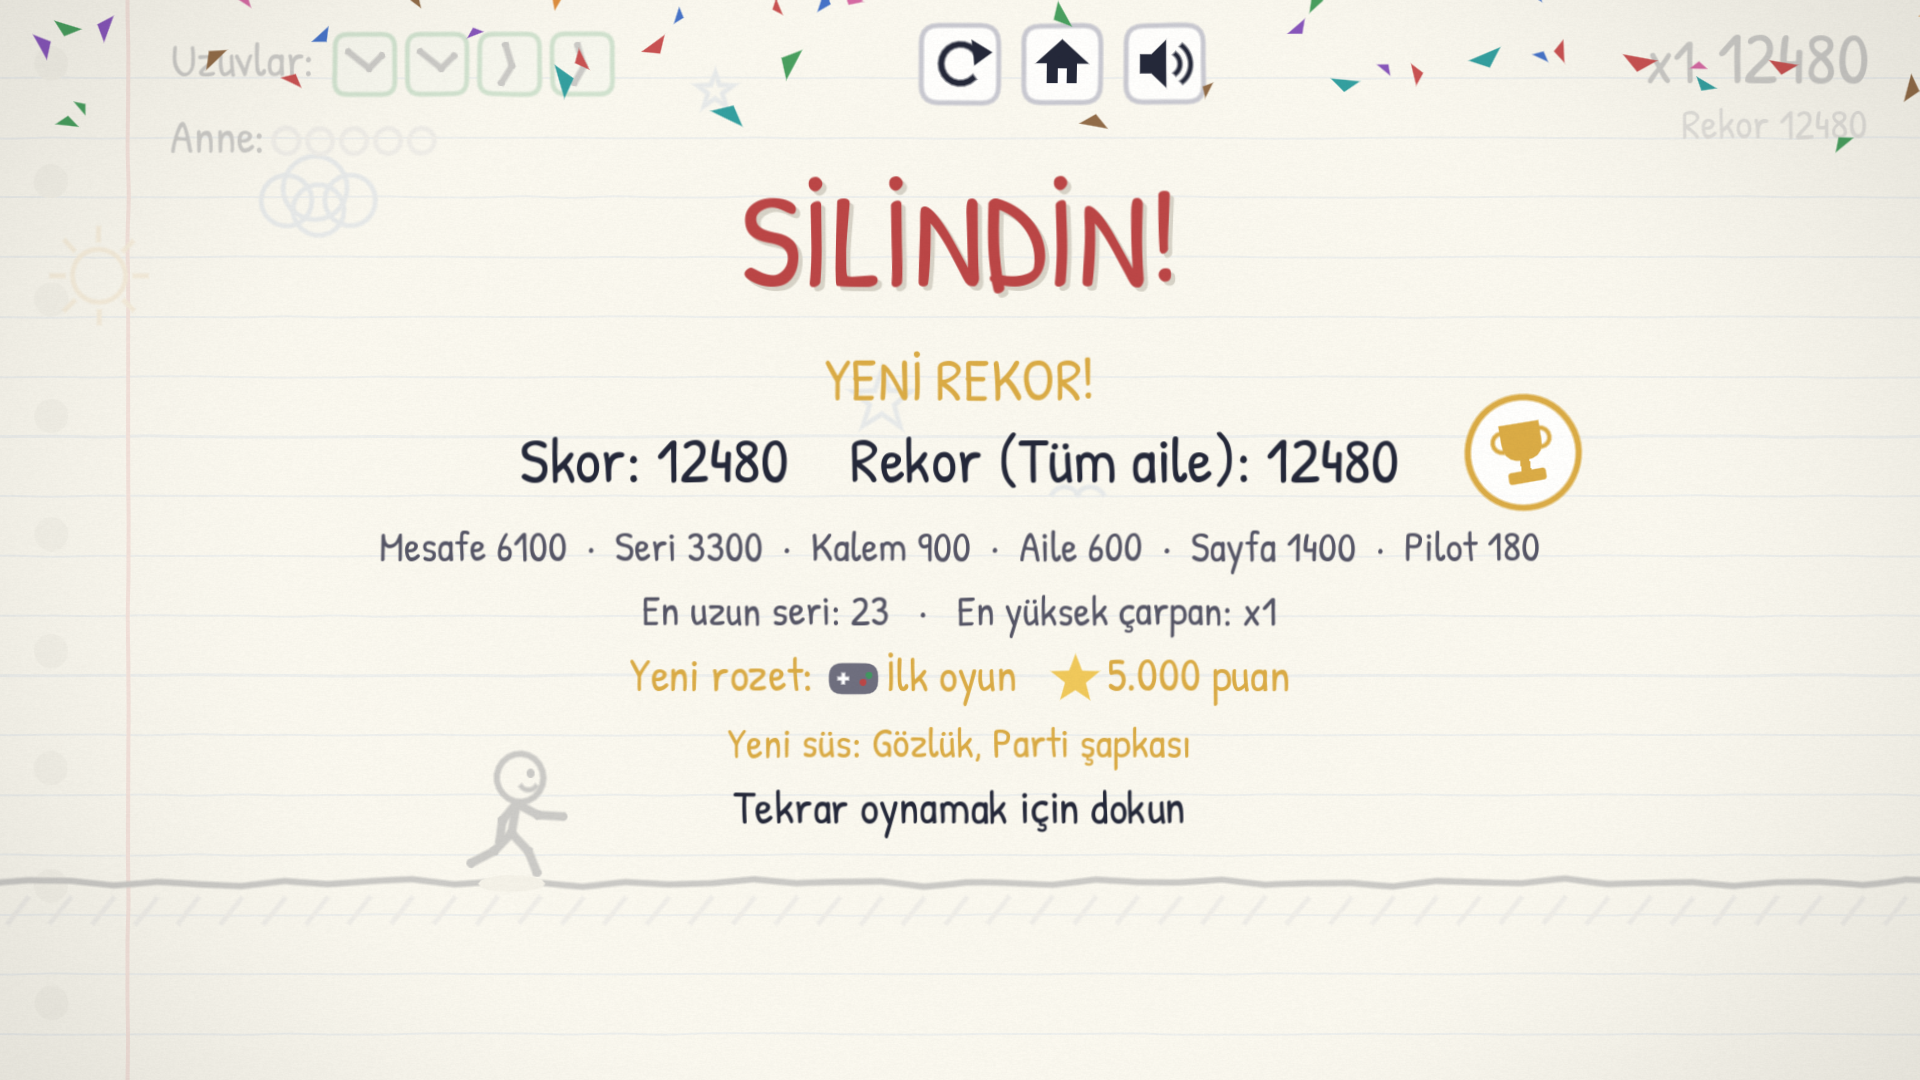 Uzuvlar:
x1 12480
Anne:
Rekor 12480
SİLİNDİN!
YENİ REKOR!
Skor: 12480 Rekor (Tüm aile): 12480
Mesafe 6100 · Seri 3300 · Kalem 900 · Aile 600 · Sayfa 1400 · Pilot 180
En uzun seri: 23 · En yüksek çarpan: x1
Yeni rozet: İlk oyun 5.000 puan
Yeni süs: Gözlük, Parti şapkası
Tekrar oynamak için dokun